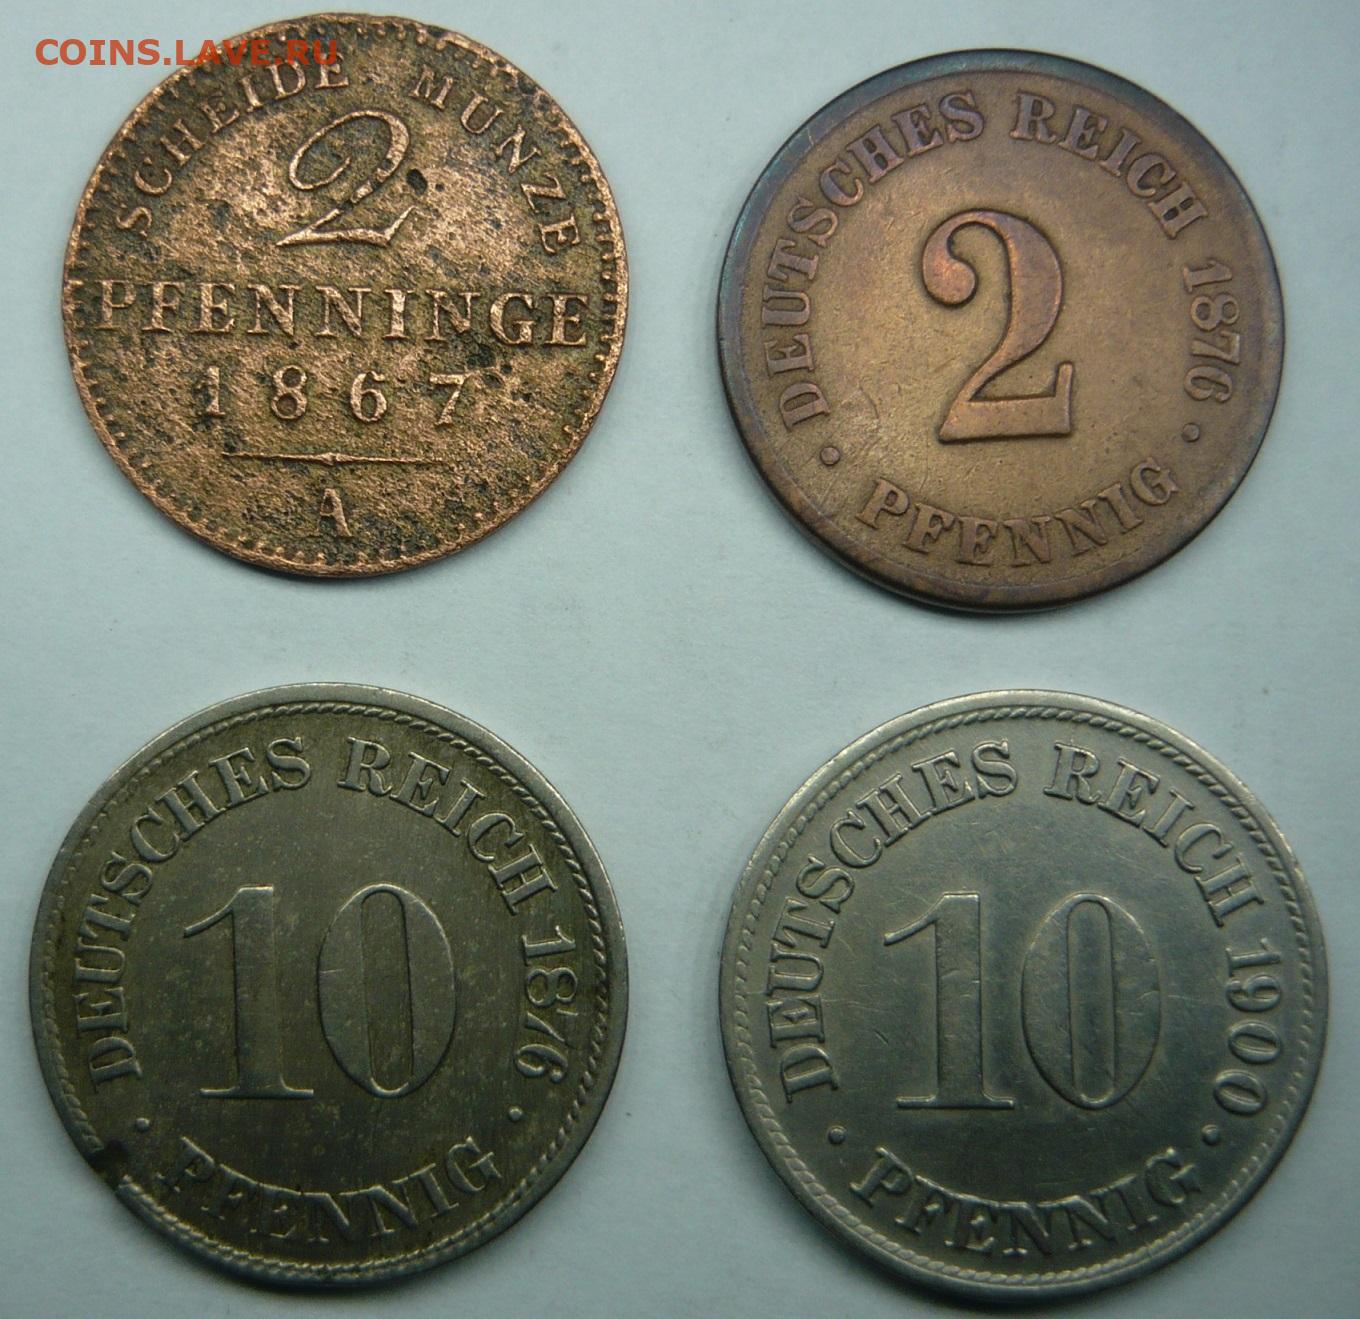 COINS.LAVE.RU
SCHEIDE MÜNZE
2
PFENNINGE
1867
A
DEUTSCHES REICH 1876
2
· PFENNIG ·
DEUTSCHES REICH 1876
10
· PFENNIG ·
DEUTSCHES REICH 1900
10
· PFENNIG ·